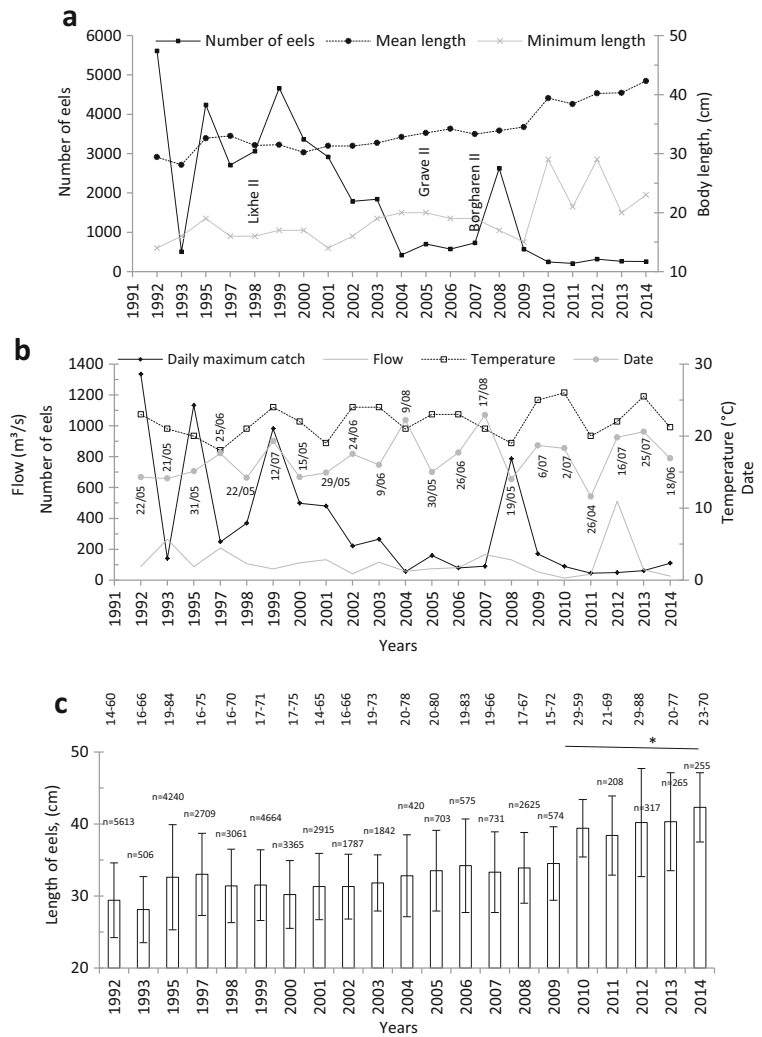 a
Number of eels Mean length Minimum length
6000 5000 4000 3000 2000 1000 0
Number of eels
50 40 30 20 10
Body length, (cm)
Lixhe II
Grave II
Borgharen II
1991 1992 1993 1995 1997 1998 1999 2000 2001 2002 2003 2004 2005 2006 2007 2008 2009 2010 2011 2012 2013 2014
b
Daily maximum catch Flow Temperature Date
1400 1200 1000 800 600 400 200 0
Flow (m³/s)
Number of eels
30 20 10 0
Temperature (°C)
Date
22/05 21/05 31/05 25/06 22/05 12/07 15/05 29/05 24/06 9/06 9/08 30/05 26/06 17/08 19/05 6/07 2/07 26/04 16/07 25/07 18/06
1991 1992 1993 1995 1997 1998 1999 2000 2001 2002 2003 2004 2005 2006 2007 2008 2009 2010 2011 2012 2013 2014
Years
c
14-60 16-66 19-84 16-75 16-70 17-71 17-75 14-65 16-66 19-73 20-78 20-80 19-83 19-66 17-67 15-72 29-59 21-69 29-88 20-77 23-70
*
50 40 30 20
Length of eels, (cm)
n=5613 n=506 n=4240 n=2709 n=3061 n=4664 n=3365 n=2915 n=1787 n=1842 n=420 n=703 n=575 n=731 n=2625 n=574 n=208 n=317 n=265 n=255
1992 1993 1995 1997 1998 1999 2000 2001 2002 2003 2004 2005 2006 2007 2008 2009 2010 2011 2012 2013 2014
Years